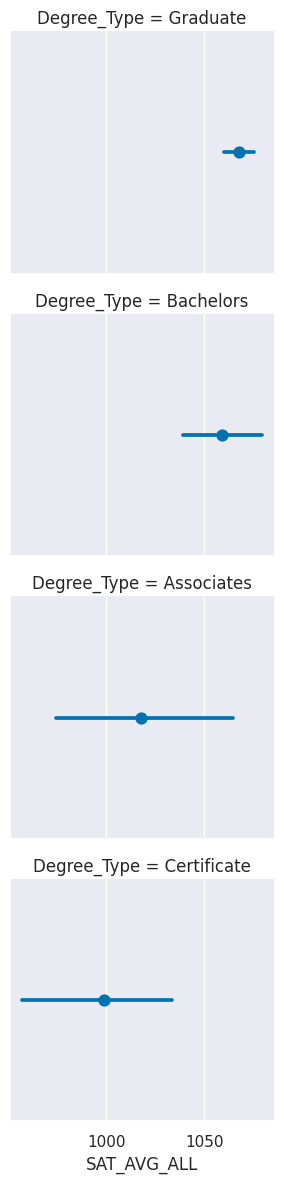 Degree_Type = Graduate
Degree_Type = Bachelors
Degree_Type = Associates
Degree_Type = Certificate
1000 1050
SAT_AVG_ALL